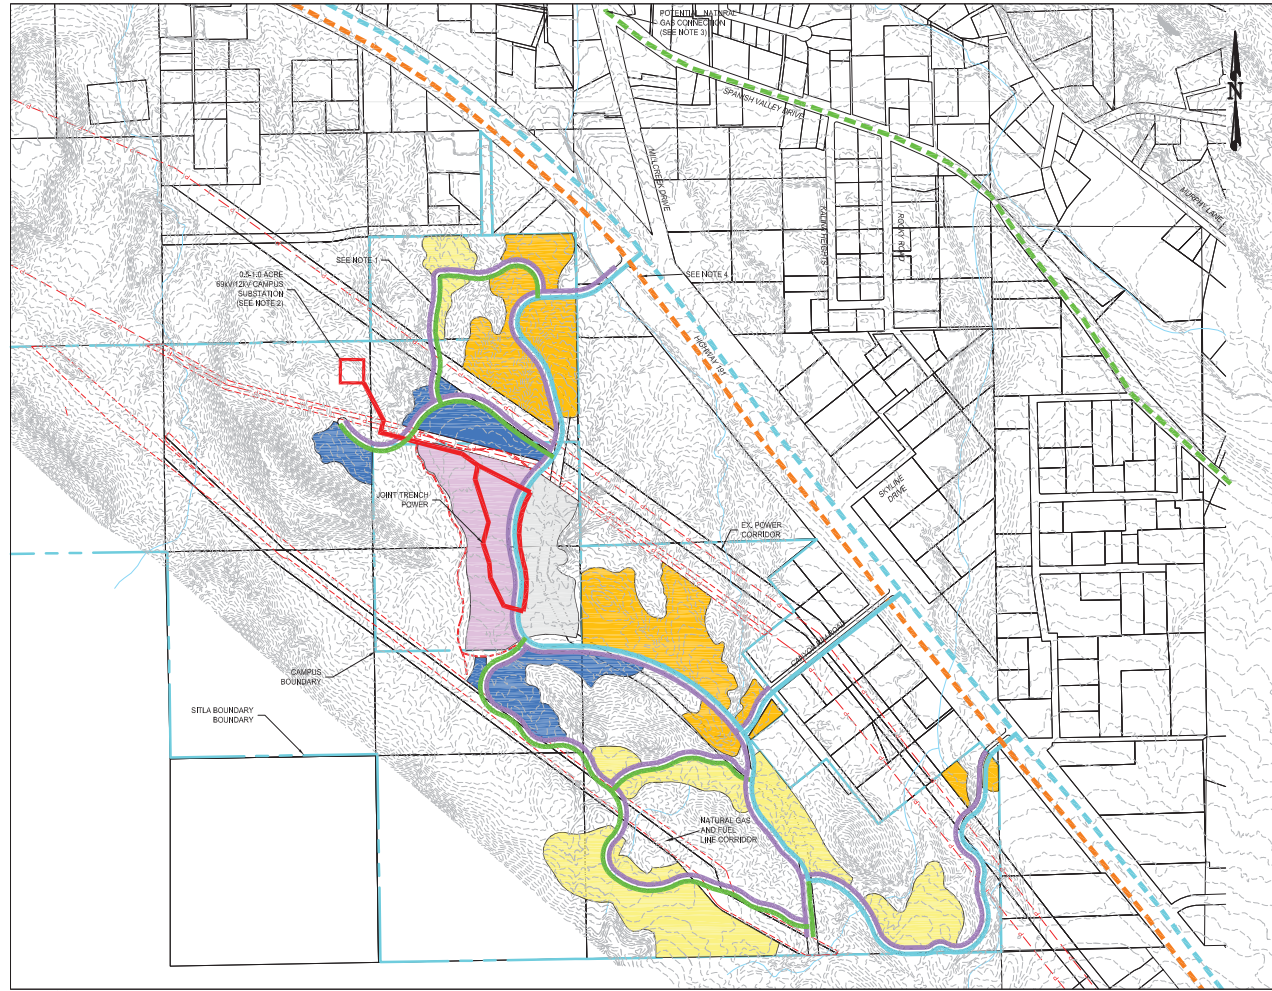 POTENTIAL NATURAL
GAS CONNECTION
(SEE NOTE 3)
N
SPANISH VALLEY DRIVE
MILLCREEK DRIVE
MURPHY LANE
ROCKY ROAD
SEE NOTE 1
SEE NOTE 4
0.5-1.0 ACRE
69kV/12kV CAMPUS
SUBSTATION
(SEE NOTE 2)
HIGHWAY 191
SKYLINE
DRIVE
JOINT TRENCH
POWER
EX. POWER
CORRIDOR
CAMPUS
BOUNDARY
SITLA BOUNDARY
BOUNDARY
NATURAL GAS
AND FUEL
LINE CORRIDOR